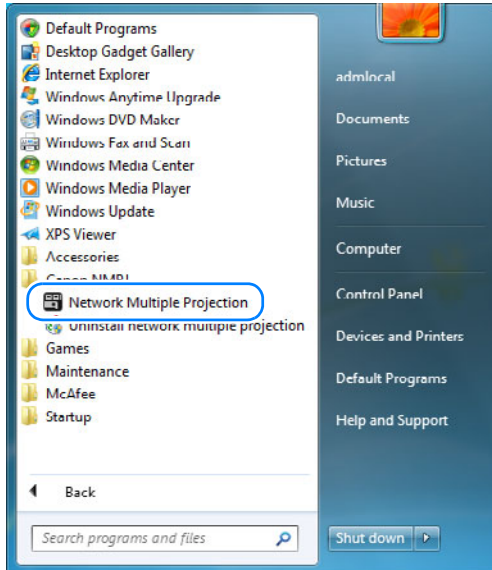 Default Programs
Desktop Gadget Gallery
Internet Explorer
Windows Anytime Upgrade
Windows DVD Maker
Windows Fax and Scan
Windows Media Center
Windows Media Player
Windows Update
XPS Viewer
Accessories
Canon NMPJ
Network Multiple Projection
Uninstall network multiple projection
Games
Maintenance
McAfee
Startup
Back
Search programs and files
admlocal
Documents
Pictures
Music
Computer
Control Panel
Devices and Printers
Default Programs
Help and Support
Shut down